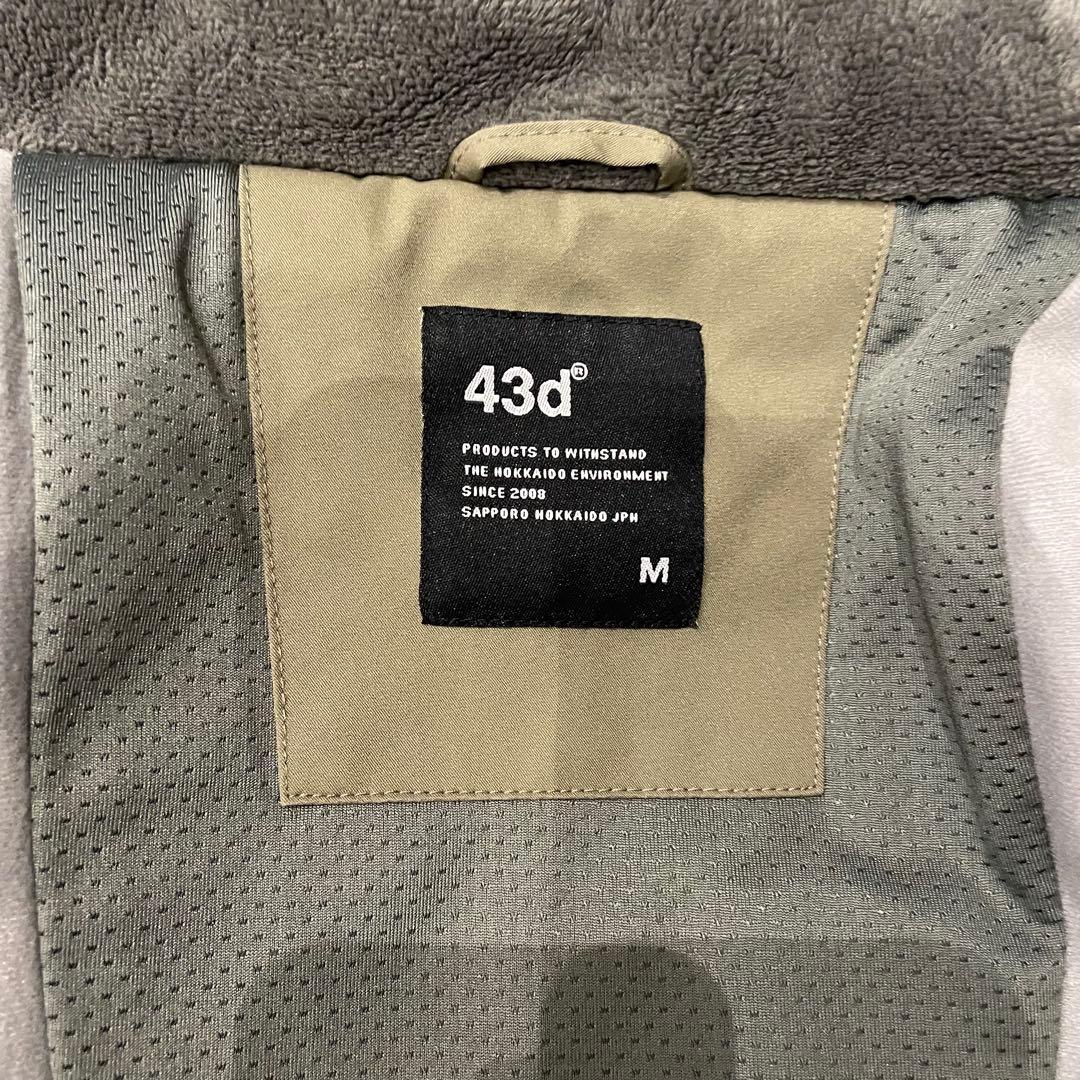 43d®
PRODUCTS TO WITHSTAND
THE HOKKAIDO ENVIRONMENT
SINCE 2008
SAPPORO HOKKAIDO JPN
M